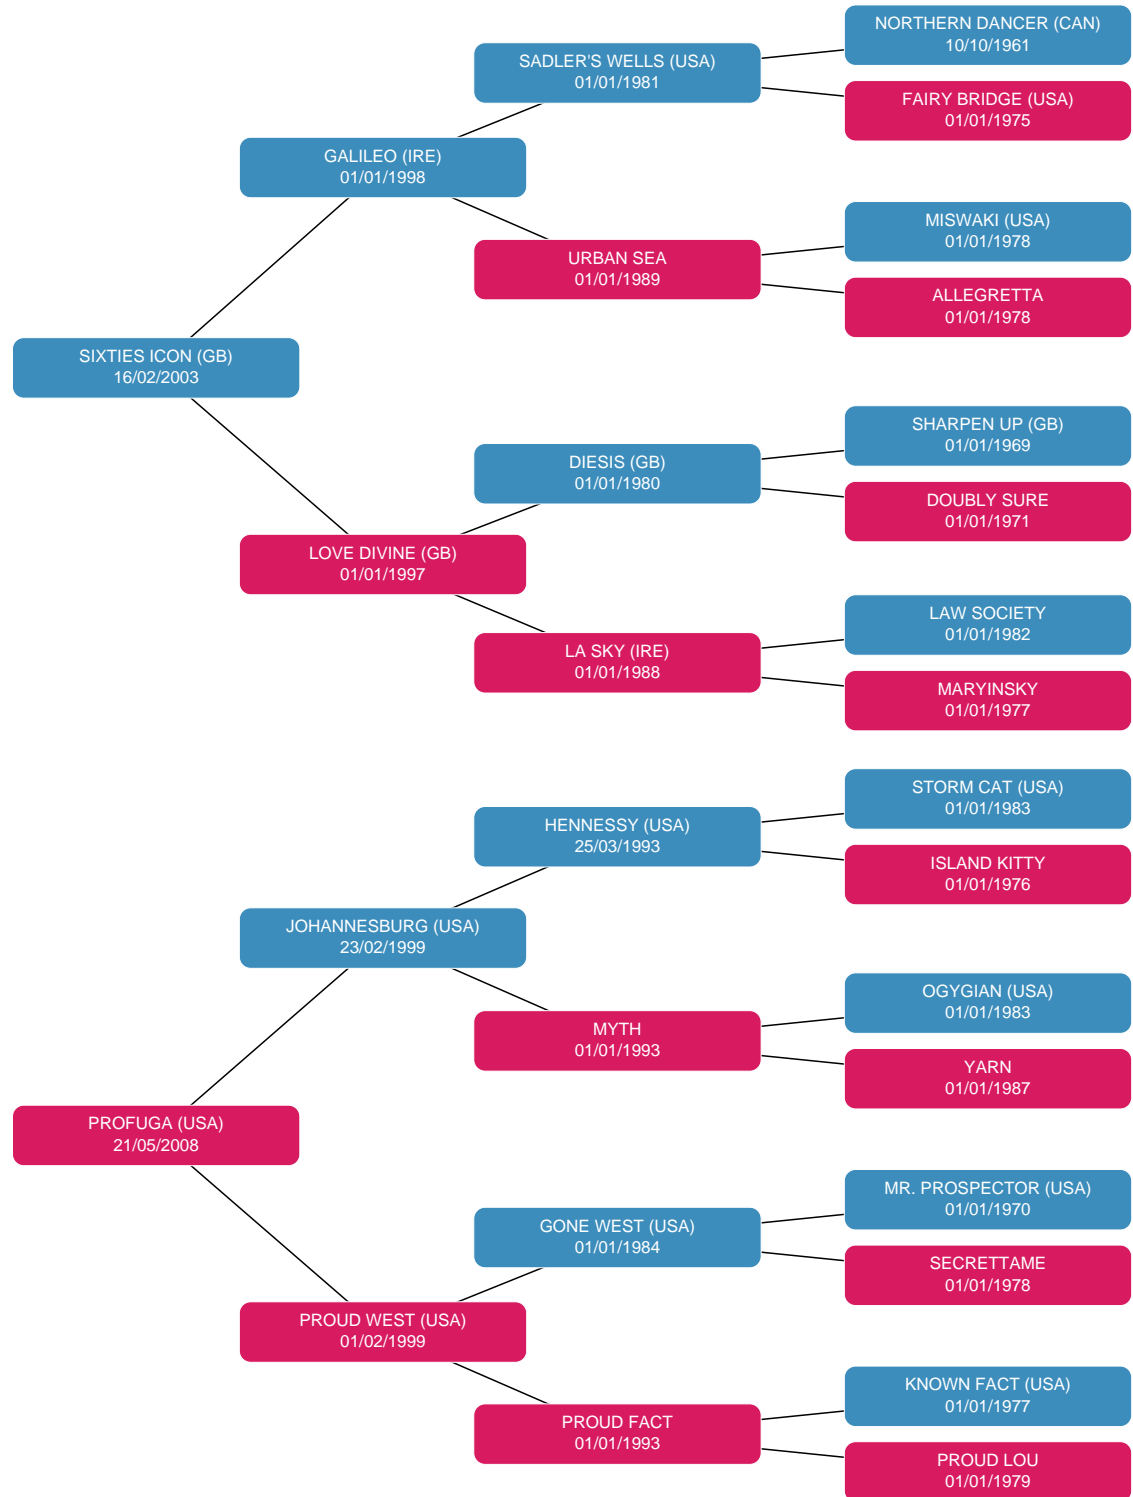 NORTHERN DANCER (CAN)
10/10/1961
SADLER'S WELLS (USA)
01/01/1981
FAIRY BRIDGE (USA)
01/01/1975
GALILEO (IRE)
01/01/1998
MISWAKI (USA)
01/01/1978
URBAN SEA
01/01/1989
ALLEGRETTA
01/01/1978
SIXTIES ICON (GB)
16/02/2003
SHARPEN UP (GB)
01/01/1969
DIESIS (GB)
01/01/1980
DOUBLY SURE
01/01/1971
LOVE DIVINE (GB)
01/01/1997
LAW SOCIETY
01/01/1982
LA SKY (IRE)
01/01/1988
MARYINSKY
01/01/1977
STORM CAT (USA)
01/01/1983
HENNESSY (USA)
25/03/1993
ISLAND KITTY
01/01/1976
JOHANNESBURG (USA)
23/02/1999
OGYGIAN (USA)
01/01/1983
MYTH
01/01/1993
YARN
01/01/1987
PROFUGA (USA)
21/05/2008
MR. PROSPECTOR (USA)
01/01/1970
GONE WEST (USA)
01/01/1984
SECRETTAME
01/01/1978
PROUD WEST (USA)
01/02/1999
KNOWN FACT (USA)
01/01/1977
PROUD FACT
01/01/1993
PROUD LOU
01/01/1979